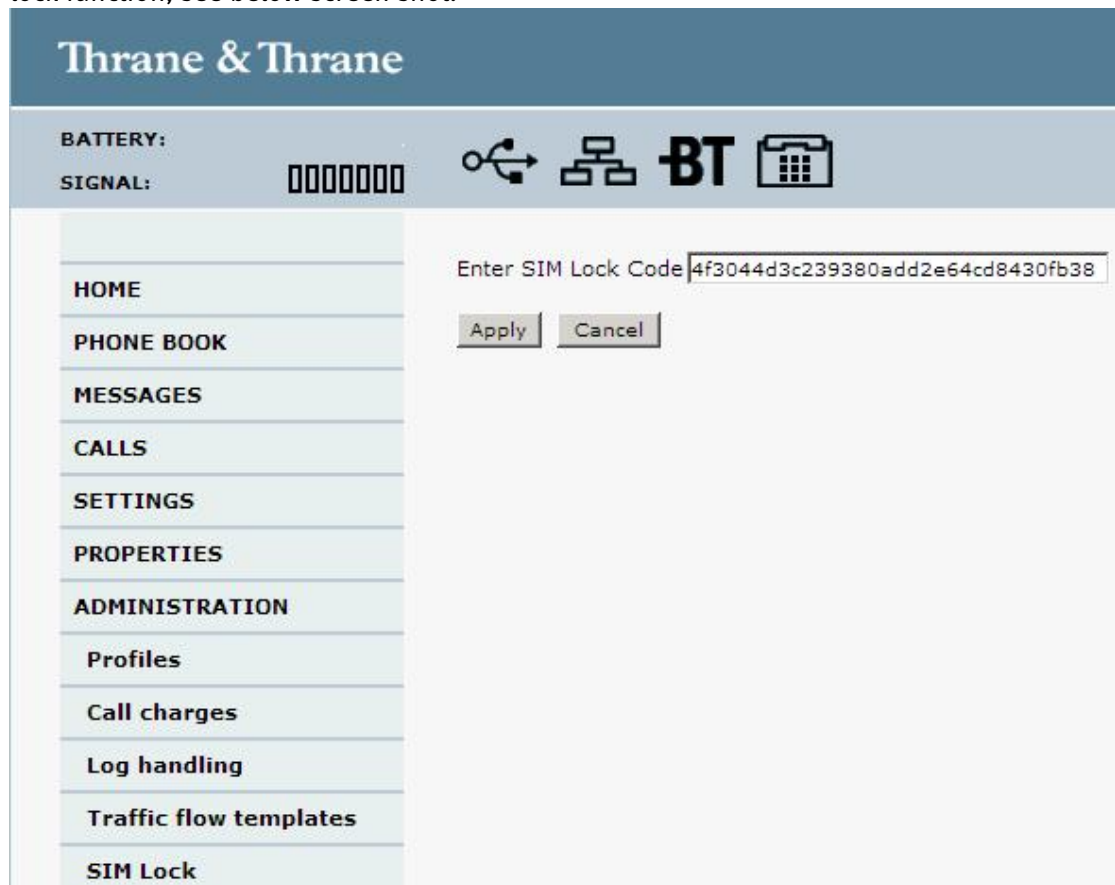 Thrane & Thrane
BATTERY:
SIGNAL:
BT
HOME
PHONE BOOK
MESSAGES
CALLS
SETTINGS
PROPERTIES
ADMINISTRATION
Profiles
Call charges
Log handling
Traffic flow templates
SIM Lock
Enter SIM Lock Code 4f3044d3c239380add2e64cd8430fb38
Apply Cancel